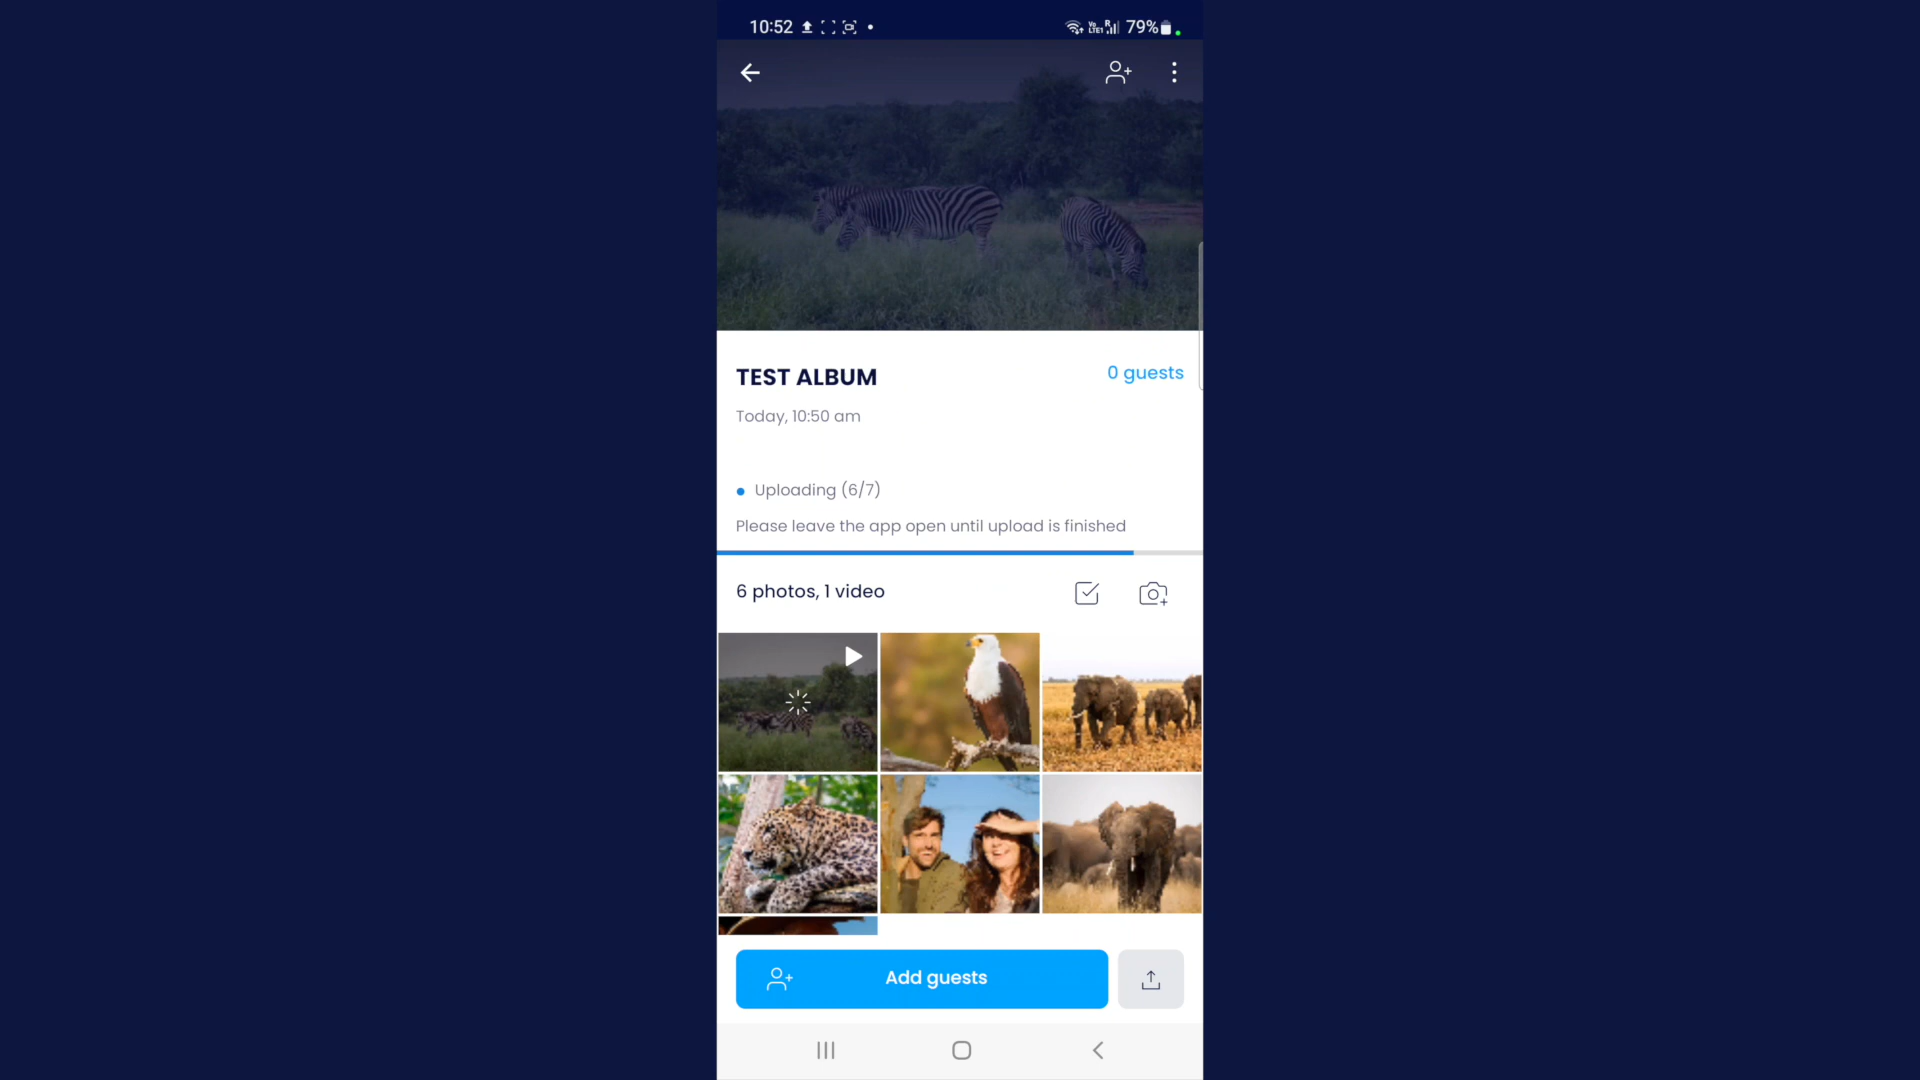 10:52
VoLTE1 R 79%
TEST ALBUM
0 guests
Today, 10:50 am
Uploading (6/7)
Please leave the app open until upload is finished
6 photos, 1 video
Add guests